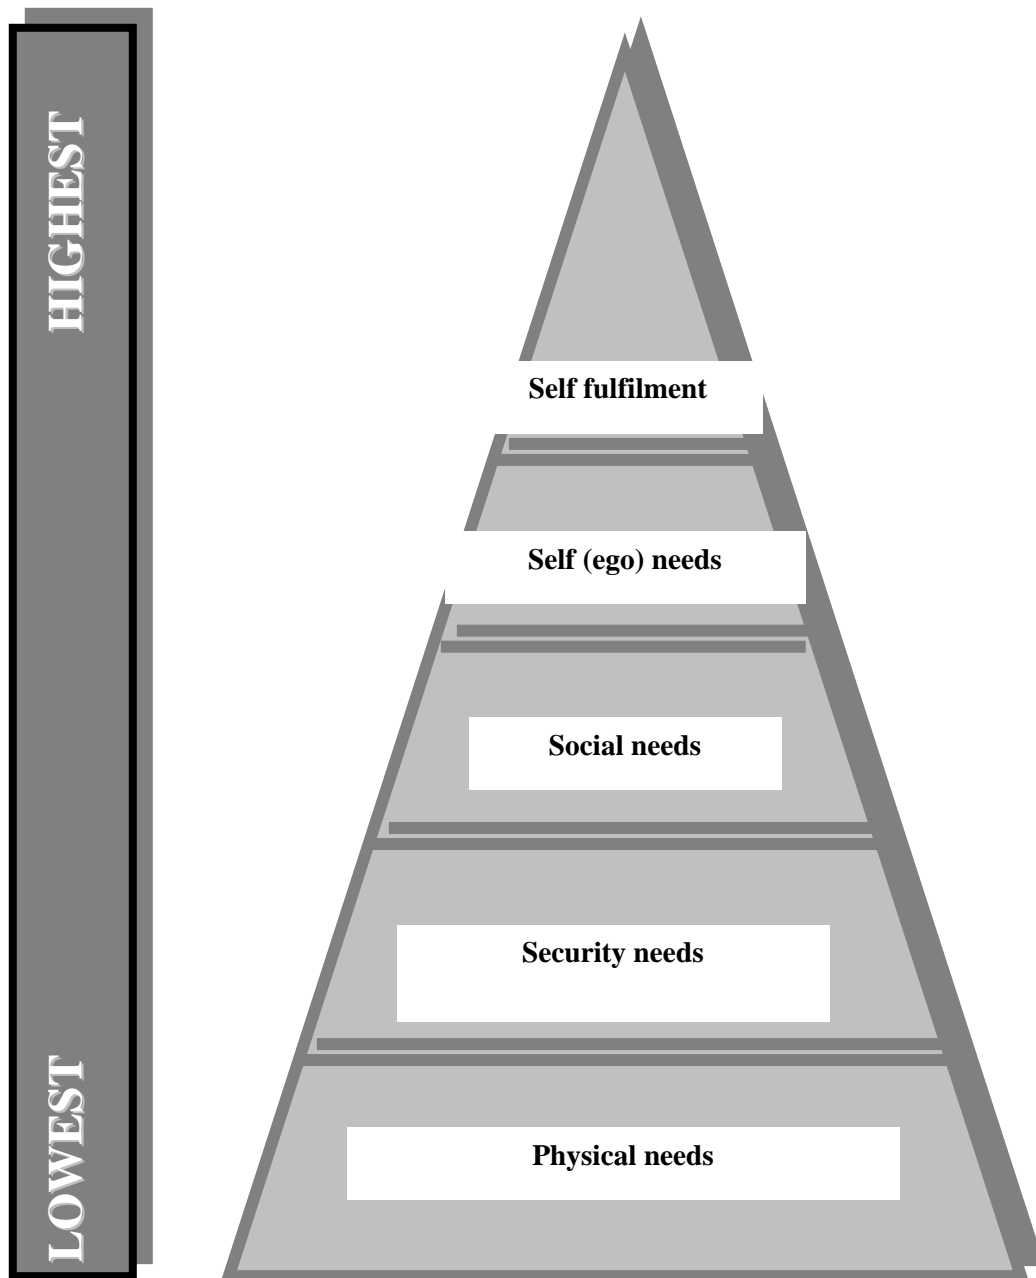 HIGHEST
Self fulfilment
Self (ego) needs
Social needs
Security needs
Physical needs
LOWEST